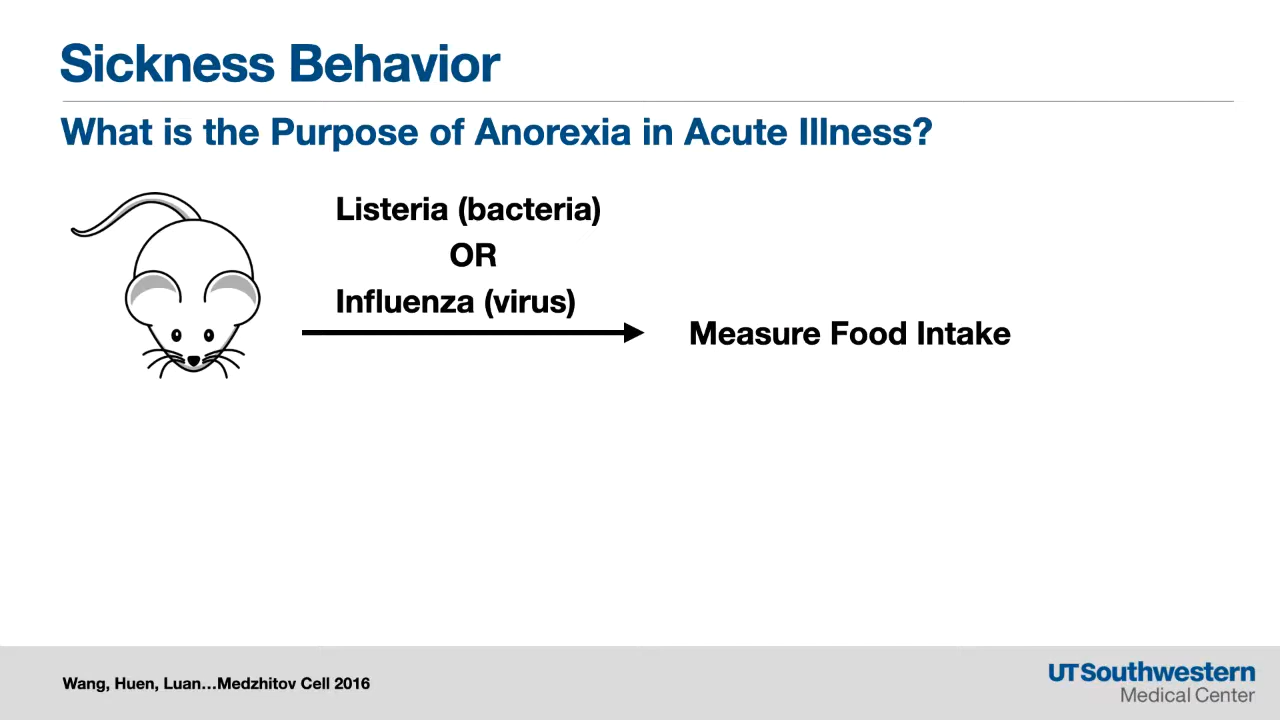 Sickness Behavior
What is the Purpose of Anorexia in Acute Illness?
Listeria (bacteria)
OR
Influenza (virus)
Measure Food Intake
Wang, Huen, Luan...Medzhitov Cell 2016
UTSouthwestern
Medical Center